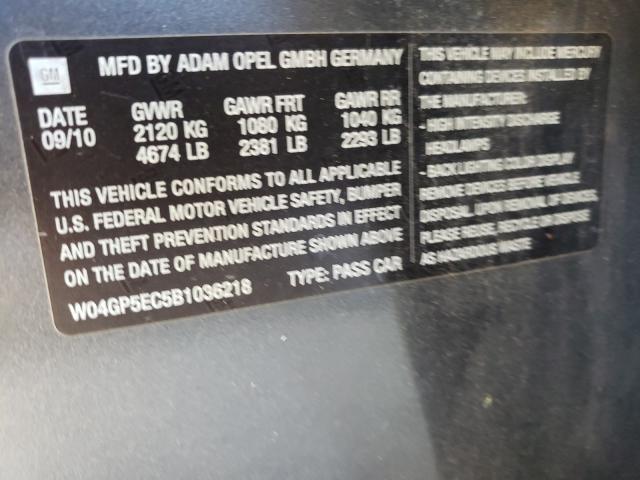 GM
MFD BY ADAM OPEL GMBH GERMANY
DATE GVWR GAWR FRT GAWR RR
09/10 2120 KG 1080 KG 1040 KG
4674 LB 2381 LB 2293 LB
THIS VEHICLE CONFORMS TO ALL APPLICABLE
U.S. FEDERAL MOTOR VEHICLE SAFETY, BUMPER
AND THEFT PREVENTION STANDARDS IN EFFECT
ON THE DATE OF MANUFACTURE SHOWN ABOVE
W04GP5EC5B1036218 TYPE: PASS CAR
THIS VEHICLE MAY INCLUDE MERCURY
CONTAINING DEVICES INSTALLED BY
THE MANUFACTURER:
- HIGH INTENSITY DISCHARGE
HEADLAMPS
- BACK LIGHTING COLOR DISPLAY
REMOVE DEVICES BEFORE VEHICLE
DISPOSAL. UPON REMOVAL OF DEVICES,
PLEASE REUSE, RECYCLE OR DISPOSE
AS HAZARDOUS WASTE